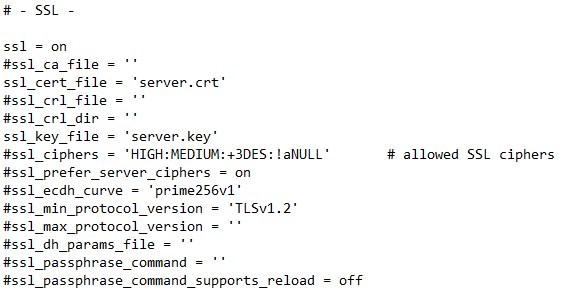 # - SSL -
ssl = on
#ssl_ca_file = ''
ssl_cert_file = 'server.crt'
#ssl_crl_file = ''
#ssl_crl_dir = ''
ssl_key_file = 'server.key'
#ssl_ciphers = 'HIGH:MEDIUM:+3DES:!aNULL' # allowed SSL ciphers
#ssl_prefer_server_ciphers = on
#ssl_ecdh_curve = 'prime256v1'
#ssl_min_protocol_version = 'TLSv1.2'
#ssl_max_protocol_version = ''
#ssl_dh_params_file = ''
#ssl_passphrase_command = ''
#ssl_passphrase_command_supports_reload = off